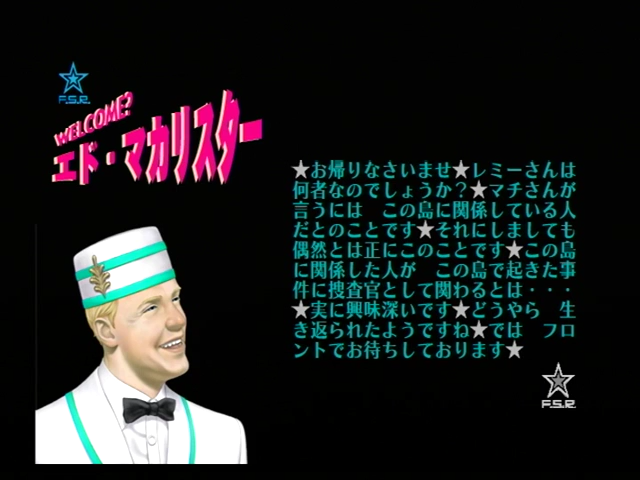 F.S.R.
WELCOME?
エド・マカリスター
★お帰りなさいませ★レミーさんは
何者なのでしょうか？★マチさんが
言うには　この島に関係している人
だとのことです★それにしましても
偶然とは正にこのことです★この島
に関係した人が　この島で起きた事
件に捜査官として関わるとは・・・
★実に興味深いです★どうやら　生
き返られたようですね★では　フロ
ントでお待ちしております★
F.S.R.